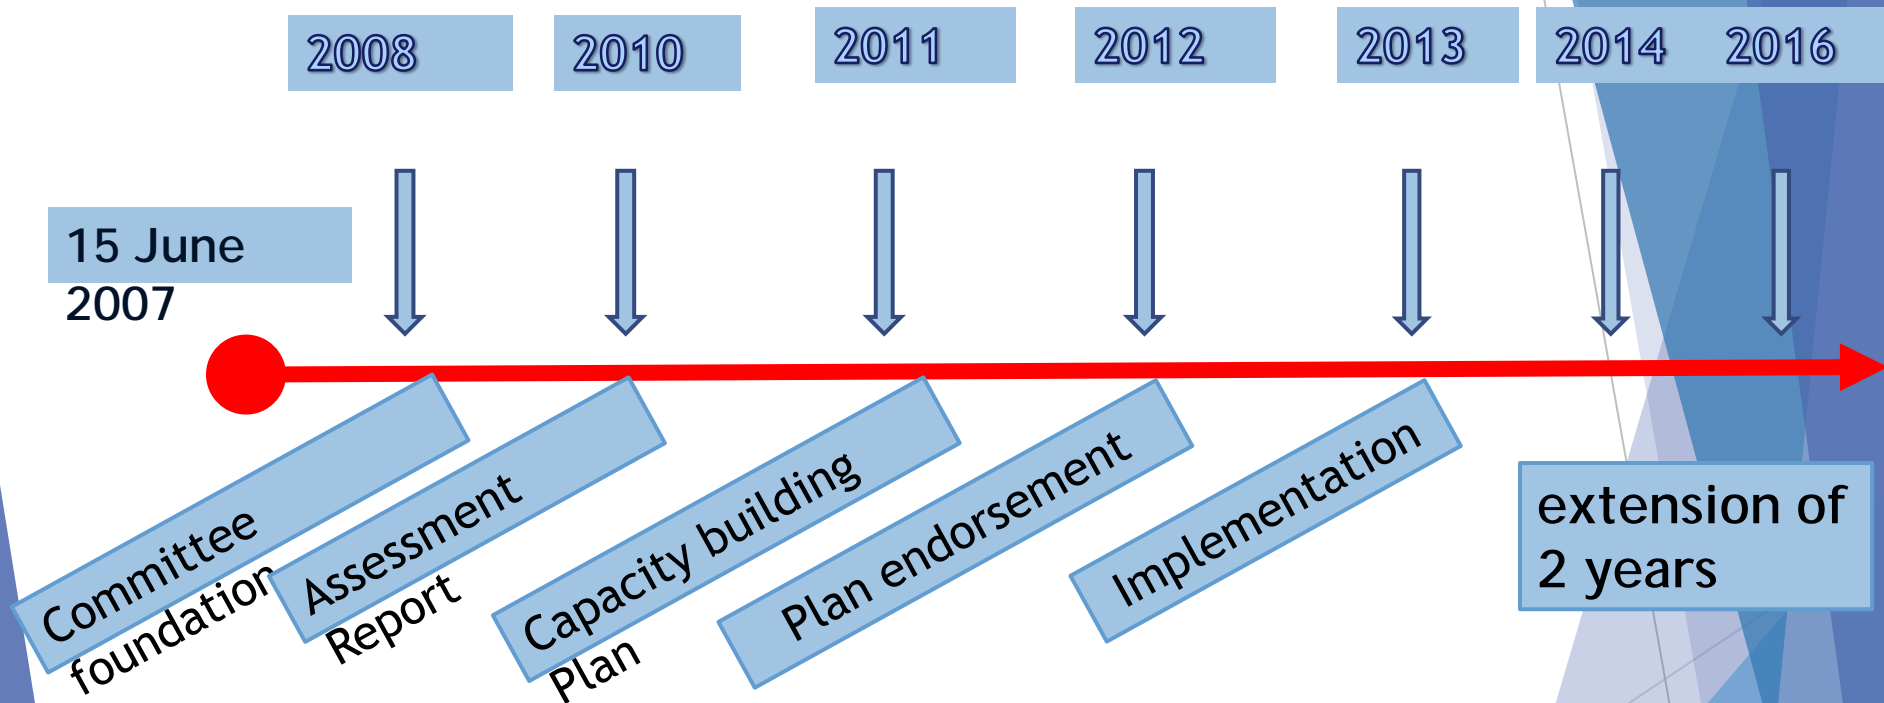 2008
2010
2011
2012
2013
2014
2016
15 June
2007
Committee
foundation
Assessment
Report
Capacity building
Plan
Plan endorsement
Implementation
extension of
2 years